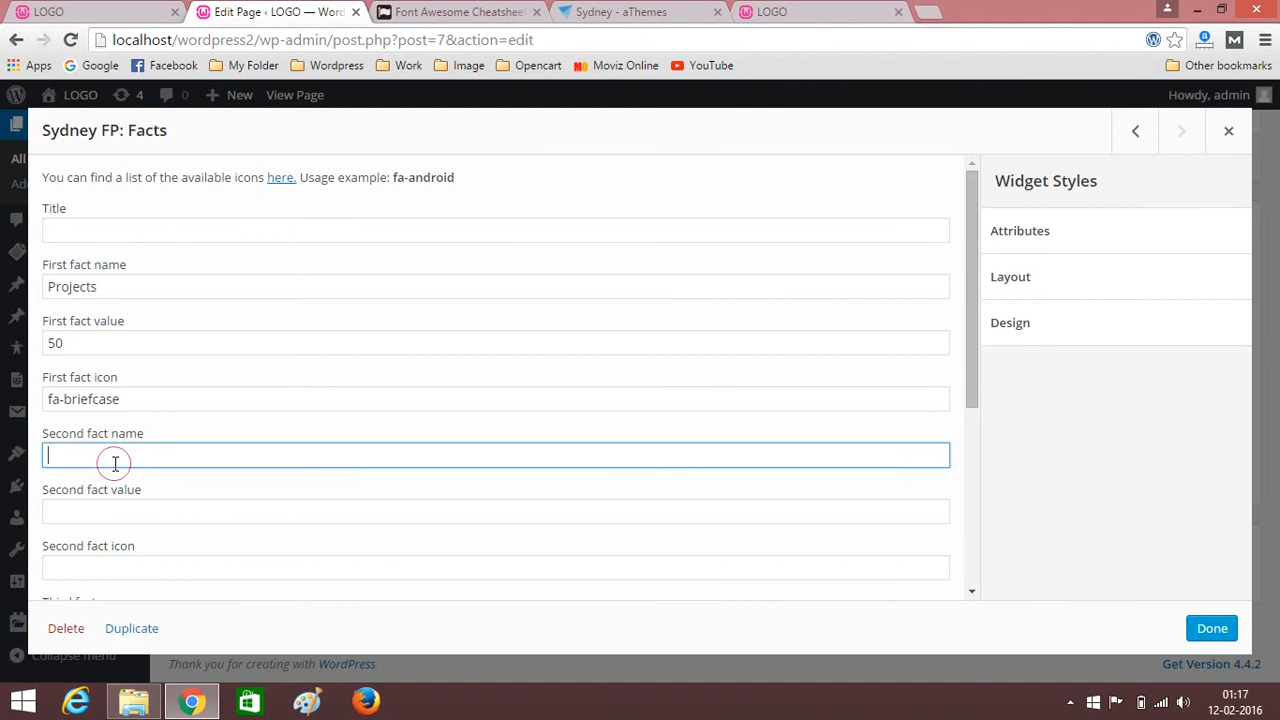 LOGO
Edit Page ‹ LOGO — Word
Font Awesome Cheatshee
Sydney - aThemes
LOGO
localhost/wordpress2/wp-admin/post.php?post=7&action=edit
Apps
Google
Facebook
My Folder
Wordpress
Work
Image
Opencart
Moviz Online
YouTube
Other bookmarks
LOGO
4
0
New
View Page
Howdy, admin
Sydney FP: Facts
All
You can find a list of the available icons here. Usage example: fa-android
Title
First fact name
Projects
First fact value
50
First fact icon
fa-briefcase
Second fact name
Second fact value
Second fact icon
Widget Styles
Attributes
Layout
Design
Delete
Duplicate
Done
Collapse menu
Thank you for creating with WordPress.
Get Version 4.4.2
01:17
12-02-2016